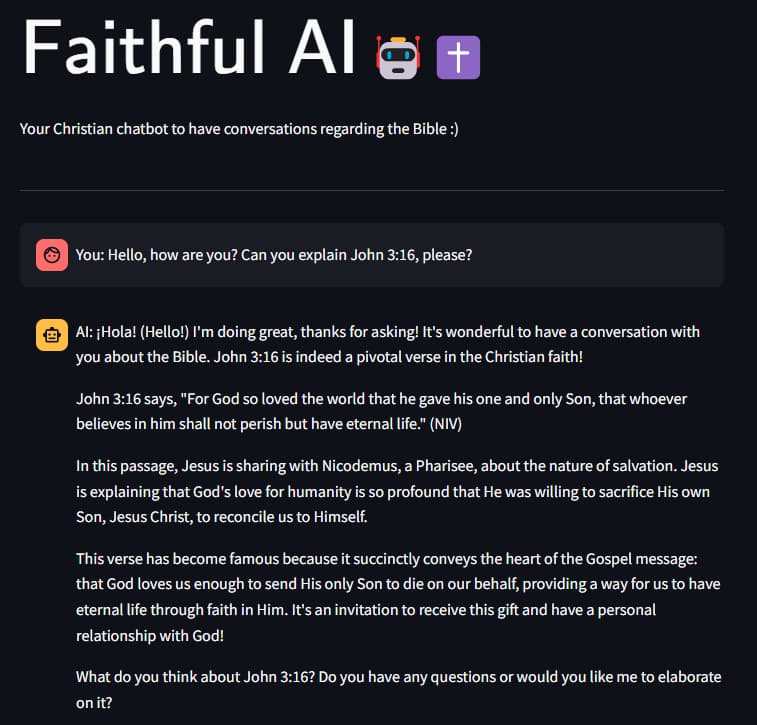 Faithful AI
Your Christian chatbot to have conversations regarding the Bible :)
You: Hello, how are you? Can you explain John 3:16, please?
AI: ¡Hola! (Hello!) I'm doing great, thanks for asking! It's wonderful to have a conversation with
you about the Bible. John 3:16 is indeed a pivotal verse in the Christian faith!
John 3:16 says, "For God so loved the world that he gave his one and only Son, that whoever
believes in him shall not perish but have eternal life." (NIV)
In this passage, Jesus is sharing with Nicodemus, a Pharisee, about the nature of salvation. Jesus
is explaining that God's love for humanity is so profound that He was willing to sacrifice His own
Son, Jesus Christ, to reconcile us to Himself.
This verse has become famous because it succinctly conveys the heart of the Gospel message:
that God loves us enough to send His only Son to die on our behalf, providing a way for us to have
eternal life through faith in Him. It's an invitation to receive this gift and have a personal
relationship with God!
What do you think about John 3:16? Do you have any questions or would you like me to elaborate
on it?